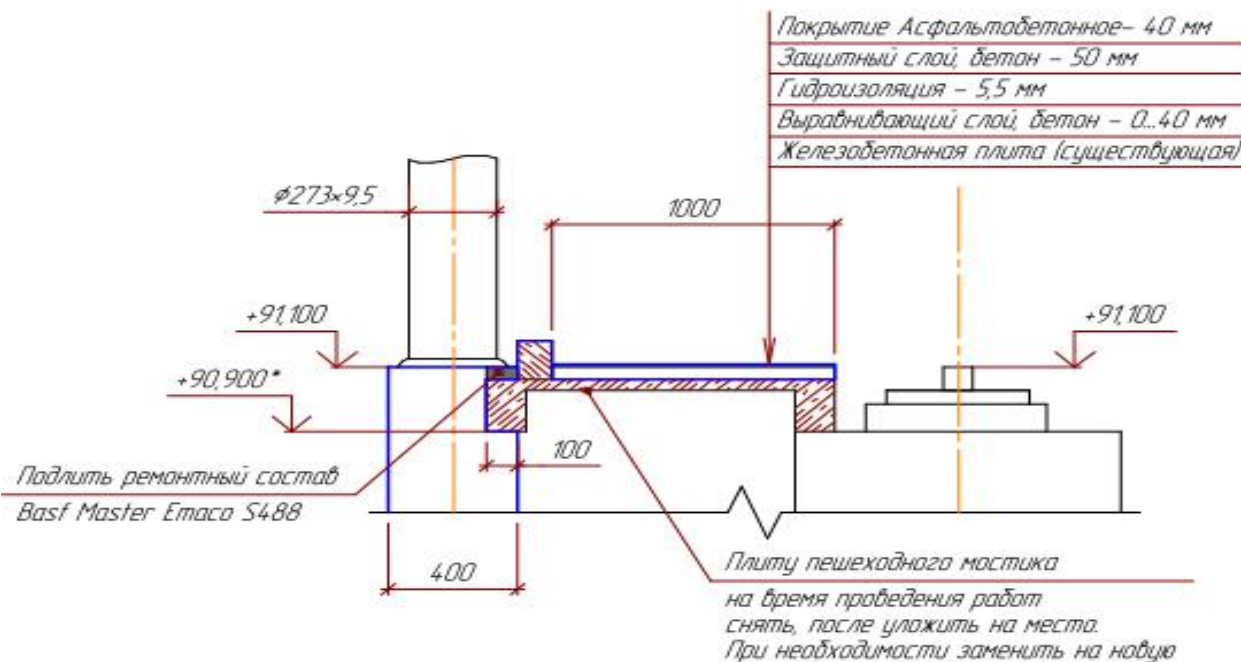 Покрытие Асфальтобетонное- 40 мм
Защитный слой, бетон - 50 мм
Гидроизоляция - 5,5 мм
Выравнивающий слой, бетон - 0...40 мм
Железобетонная плита (существующая)
⌀273×9,5
1000
+91,100
+91,100
+90,900*
100
Подлить ремонтный состав
Basf Master Emaco S488
400
Плиту пешеходного мостика
на время проведения работ
снять, после уложить на место.
При необходимости заменить на новую